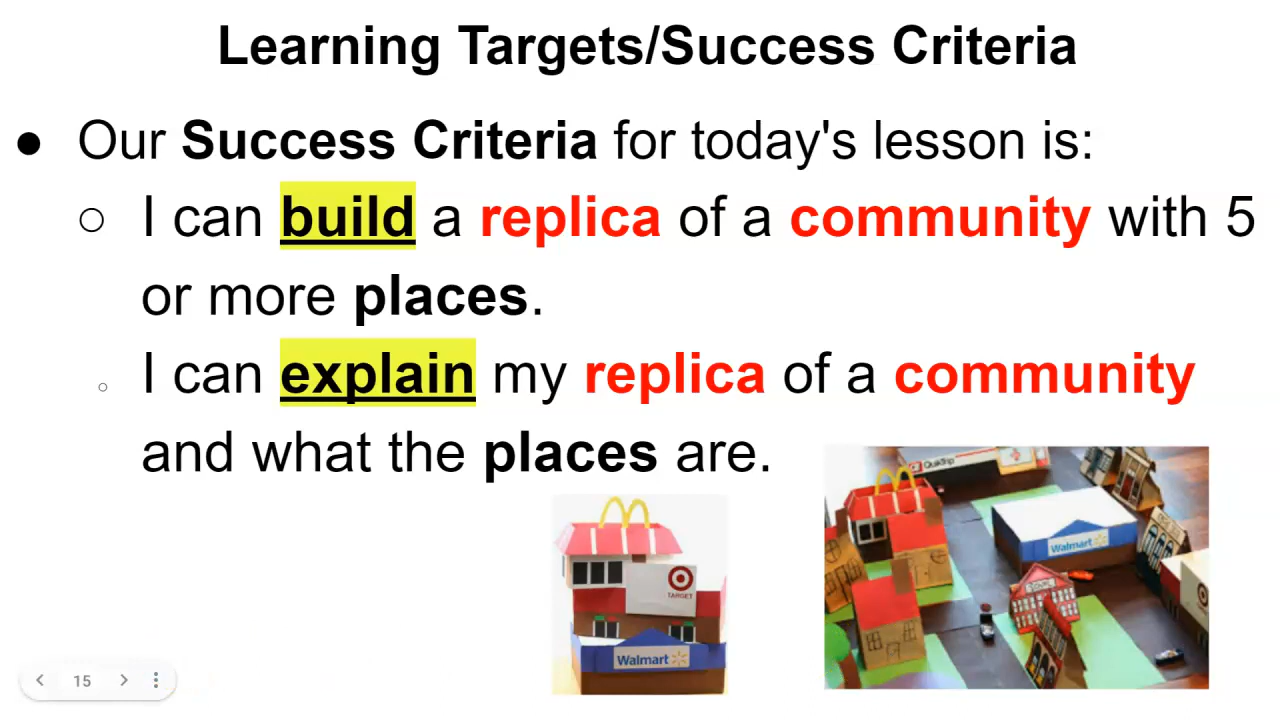 Learning Targets/Success Criteria
● Our Success Criteria for today's lesson is:
○ I can build a replica of a community with 5
or more places.
○ I can explain my replica of a community
and what the places are.
QuikTrip
Walmart
TARGET
Walmart
15